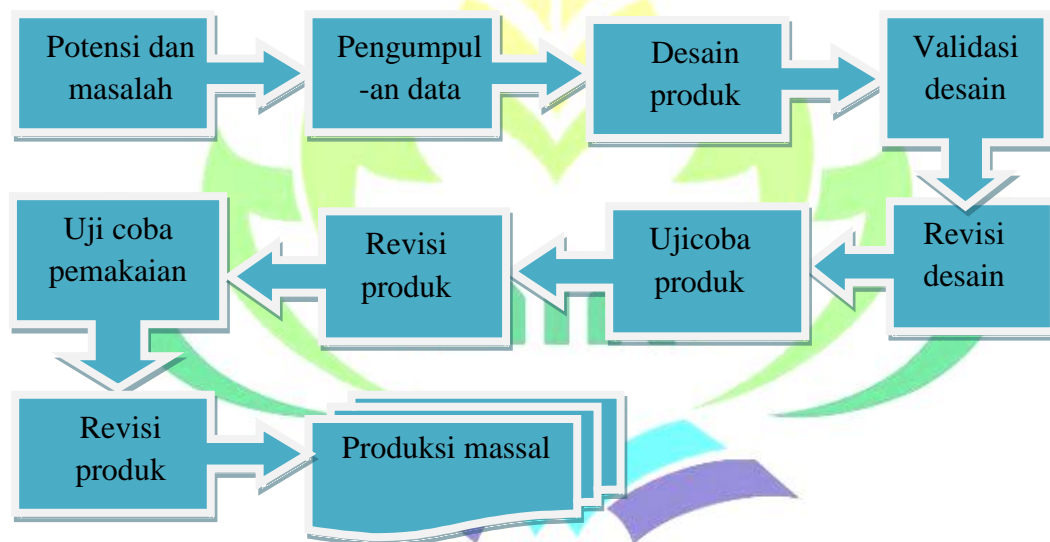 Potensi dan
masalah
Pengumpul
-an data
Desain
produk
Validasi
desain
Revisi
desain
Ujicoba
produk
Revisi
produk
Uji coba
pemakaian
Revisi
produk
Produksi massal